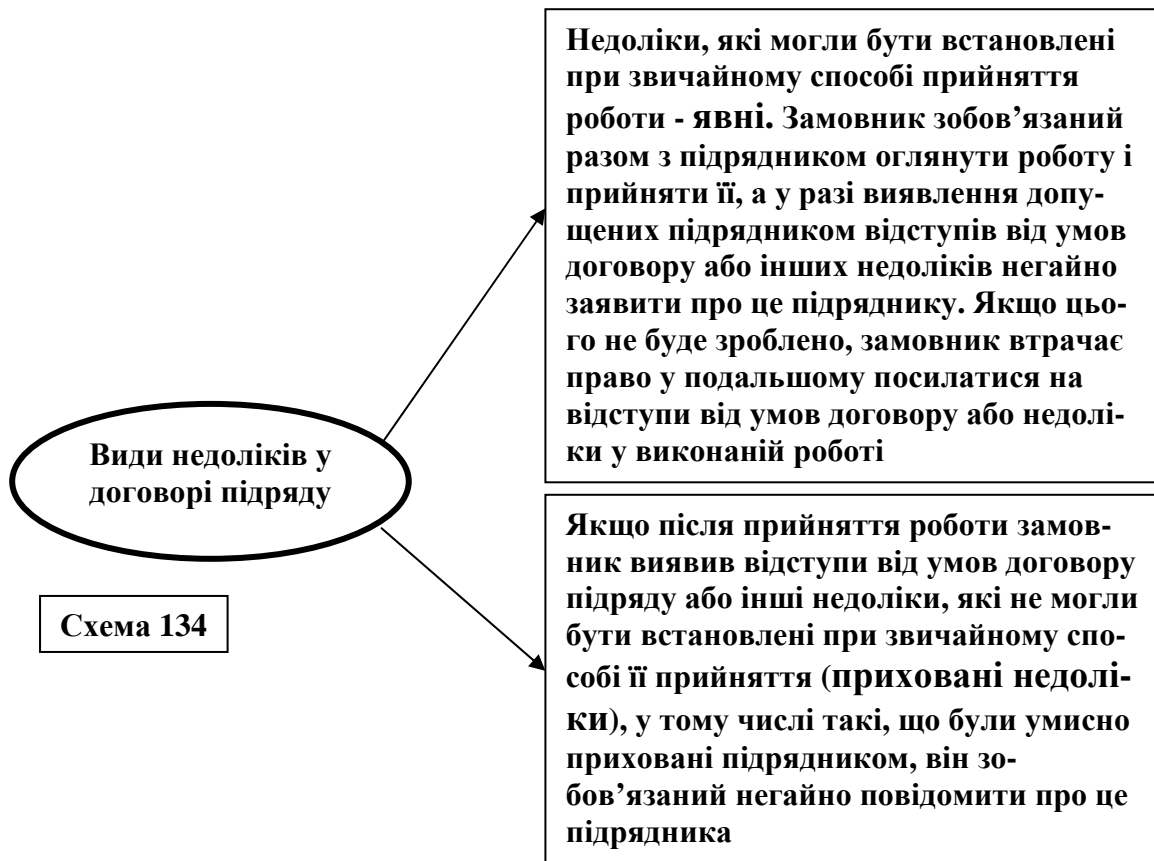 Недоліки, які могли бути встановлені
при звичайному способі прийняття
роботи - явні. Замовник зобов’язаний
разом з підрядником оглянути роботу і
прийняти її, а у разі виявлення допу-
щених підрядником відступів від умов
договору або інших недоліків негайно
заявити про це підряднику. Якщо цьо-
го не буде зроблено, замовник втрачає
право у подальшому посилатися на
відступи від умов договору або недолі-
ки у виконаній роботі
Види недоліків у
договорі підряду
Схема 134
Якщо після прийняття роботи замов-
ник виявив відступи від умов договору
підряду або інші недоліки, які не могли
бути встановлені при звичайному спо-
собі її прийняття (приховані недолі-
ки), у тому числі такі, що були умисно
приховані підрядником, він зо-
бов’язаний негайно повідомити про це
підрядника